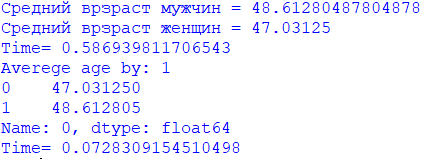 Средний врзраст мужчин = 48.61280487804878
Средний врзраст женщин = 47.03125
Time= 0.586939811706543
Averege age by: 1
0    47.031250
1    48.612805
Name: 0, dtype: float64
Time= 0.0728309154510498